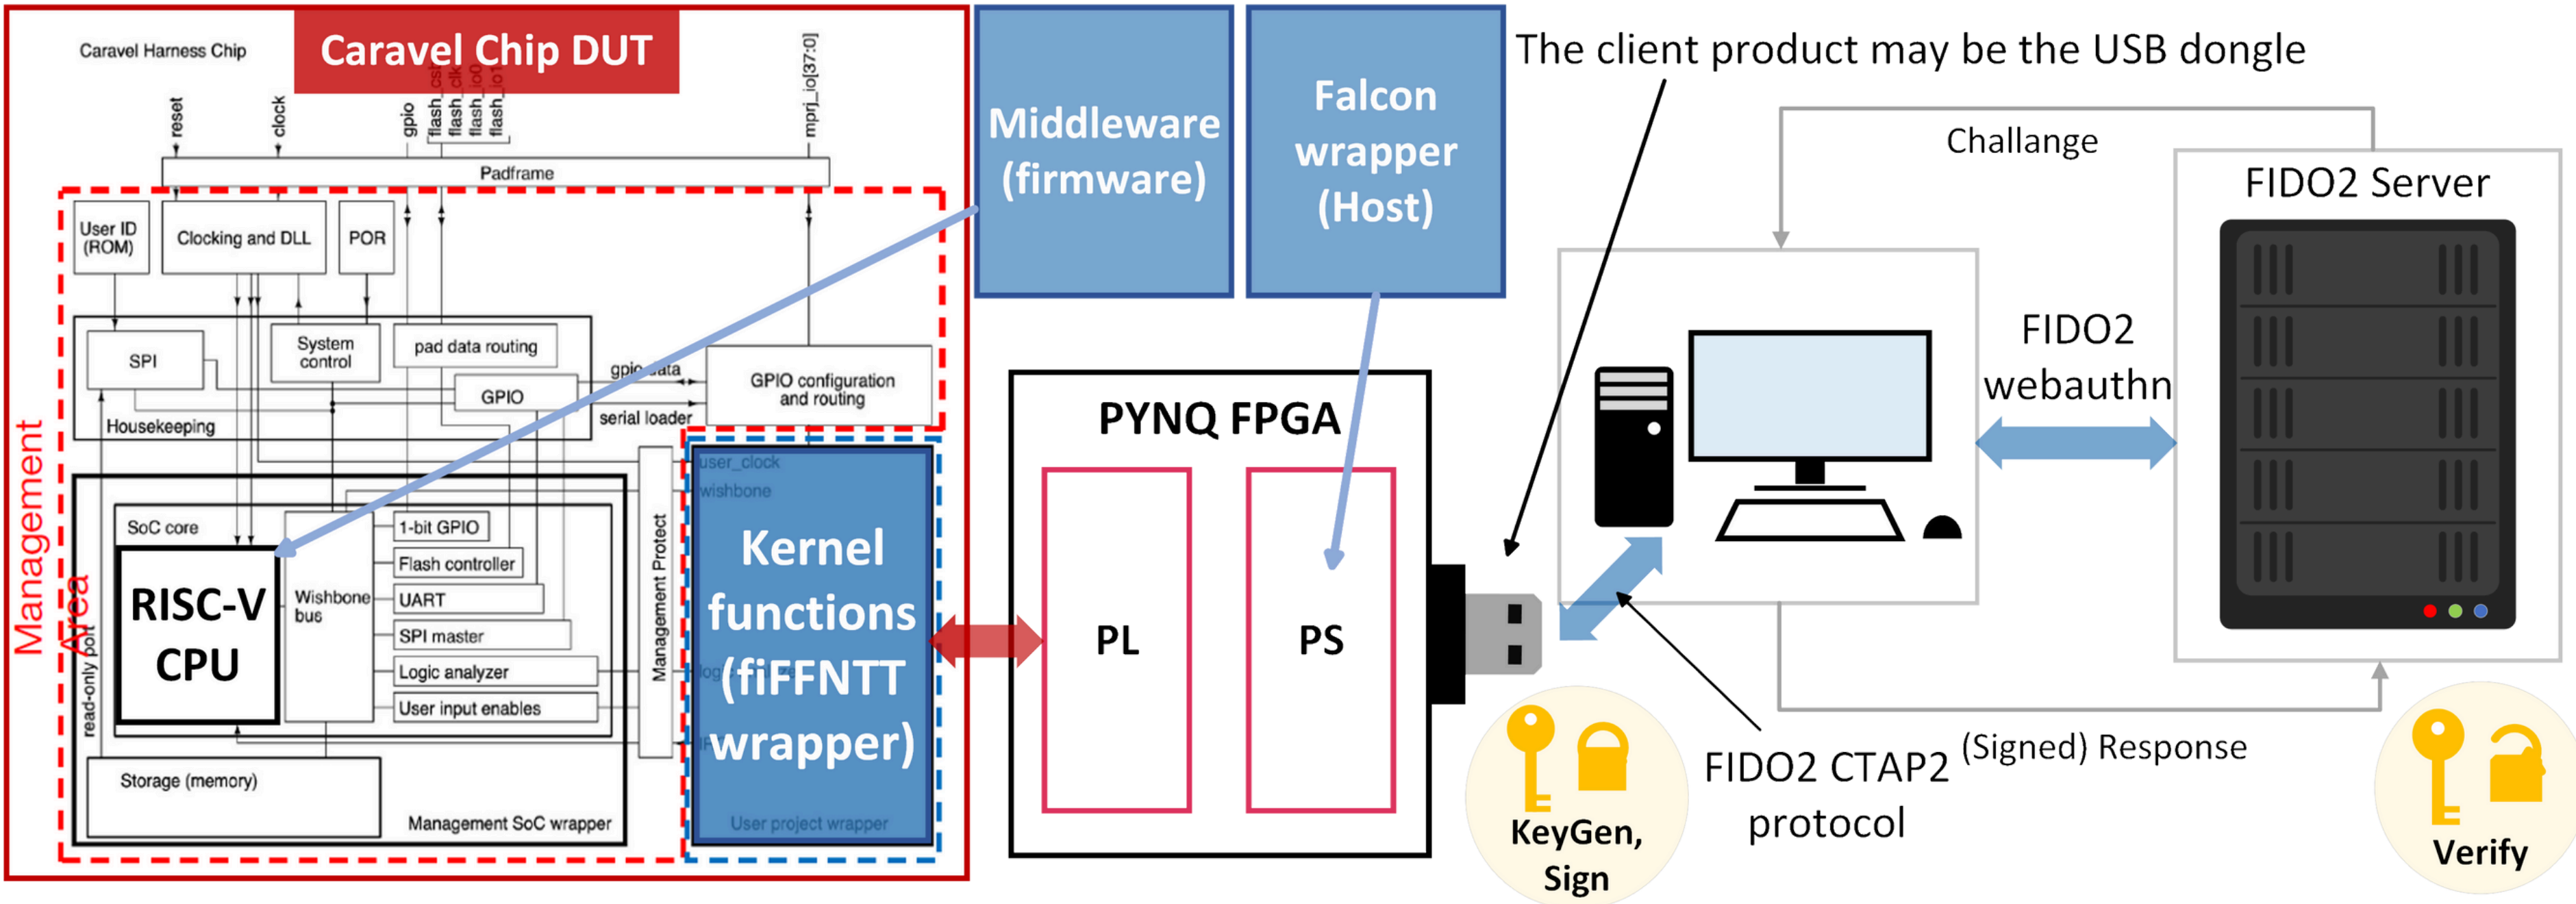 Caravel Harness Chip
Caravel Chip DUT
reset
clock
gpio
flash_csb
flash_clk
flash_io0
flash_io1
mprj_io[37:0]
Padframe
User ID
(ROM)
Clocking and DLL
POR
SPI
System
control
pad data routing
GPIO
Housekeeping
gpio data
serial loader
GPIO configuration
and routing
Management
Area
read-only port
SoC core
RISC-V
CPU
Wishbone
bus
1-bit GPIO
Flash controller
UART
SPI master
Logic analyzer
User input enables
Storage (memory)
Management SoC wrapper
Management Protect
user_clock
wishbone
Kernel
functions
(fiFFNTT
wrapper)
User project wrapper
Middleware
(firmware)
Falcon
wrapper
(Host)
PYNQ FPGA
PL
PS
The client product may be the USB dongle
Challange
FIDO2 Server
FIDO2
webauthn
FIDO2 CTAP2
protocol
(Signed) Response
KeyGen,
Sign
Verify